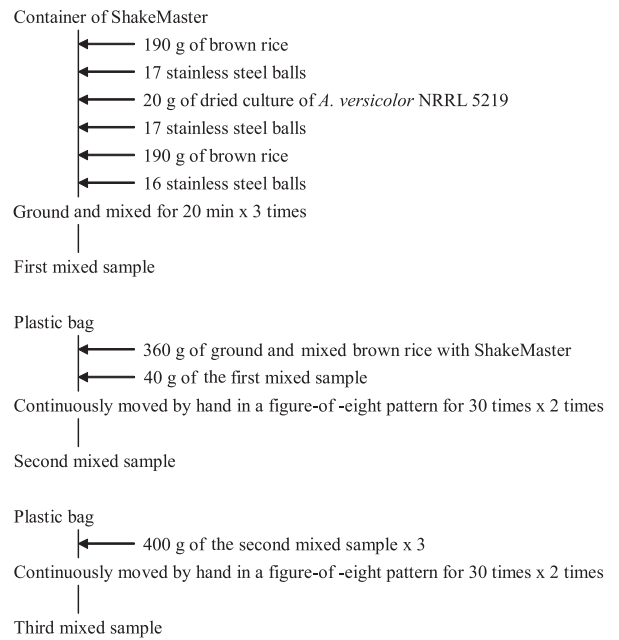 Container of ShakeMaster
190 g of brown rice
17 stainless steel balls
20 g of dried culture of A. versicolor NRRL 5219
17 stainless steel balls
190 g of brown rice
16 stainless steel balls
Ground and mixed for 20 min x 3 times
First mixed sample
Plastic bag
360 g of ground and mixed brown rice with ShakeMaster
40 g of the first mixed sample
Continuously moved by hand in a figure-of -eight pattern for 30 times x 2 times
Second mixed sample
Plastic bag
400 g of the second mixed sample x 3
Continuously moved by hand in a figure-of -eight pattern for 30 times x 2 times
Third mixed sample